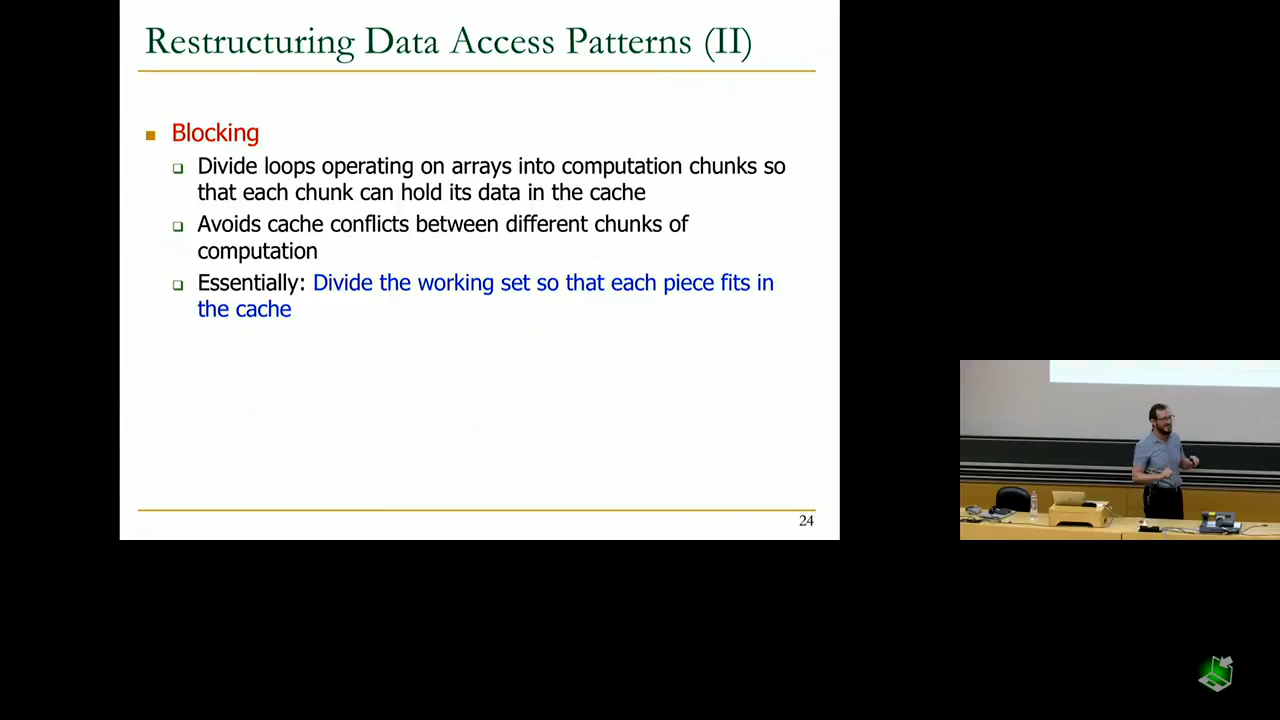 Restructuring Data Access Patterns (II)
Blocking
Divide loops operating on arrays into computation chunks so
that each chunk can hold its data in the cache
Avoids cache conflicts between different chunks of
computation
Essentially: Divide the working set so that each piece fits in
the cache
24